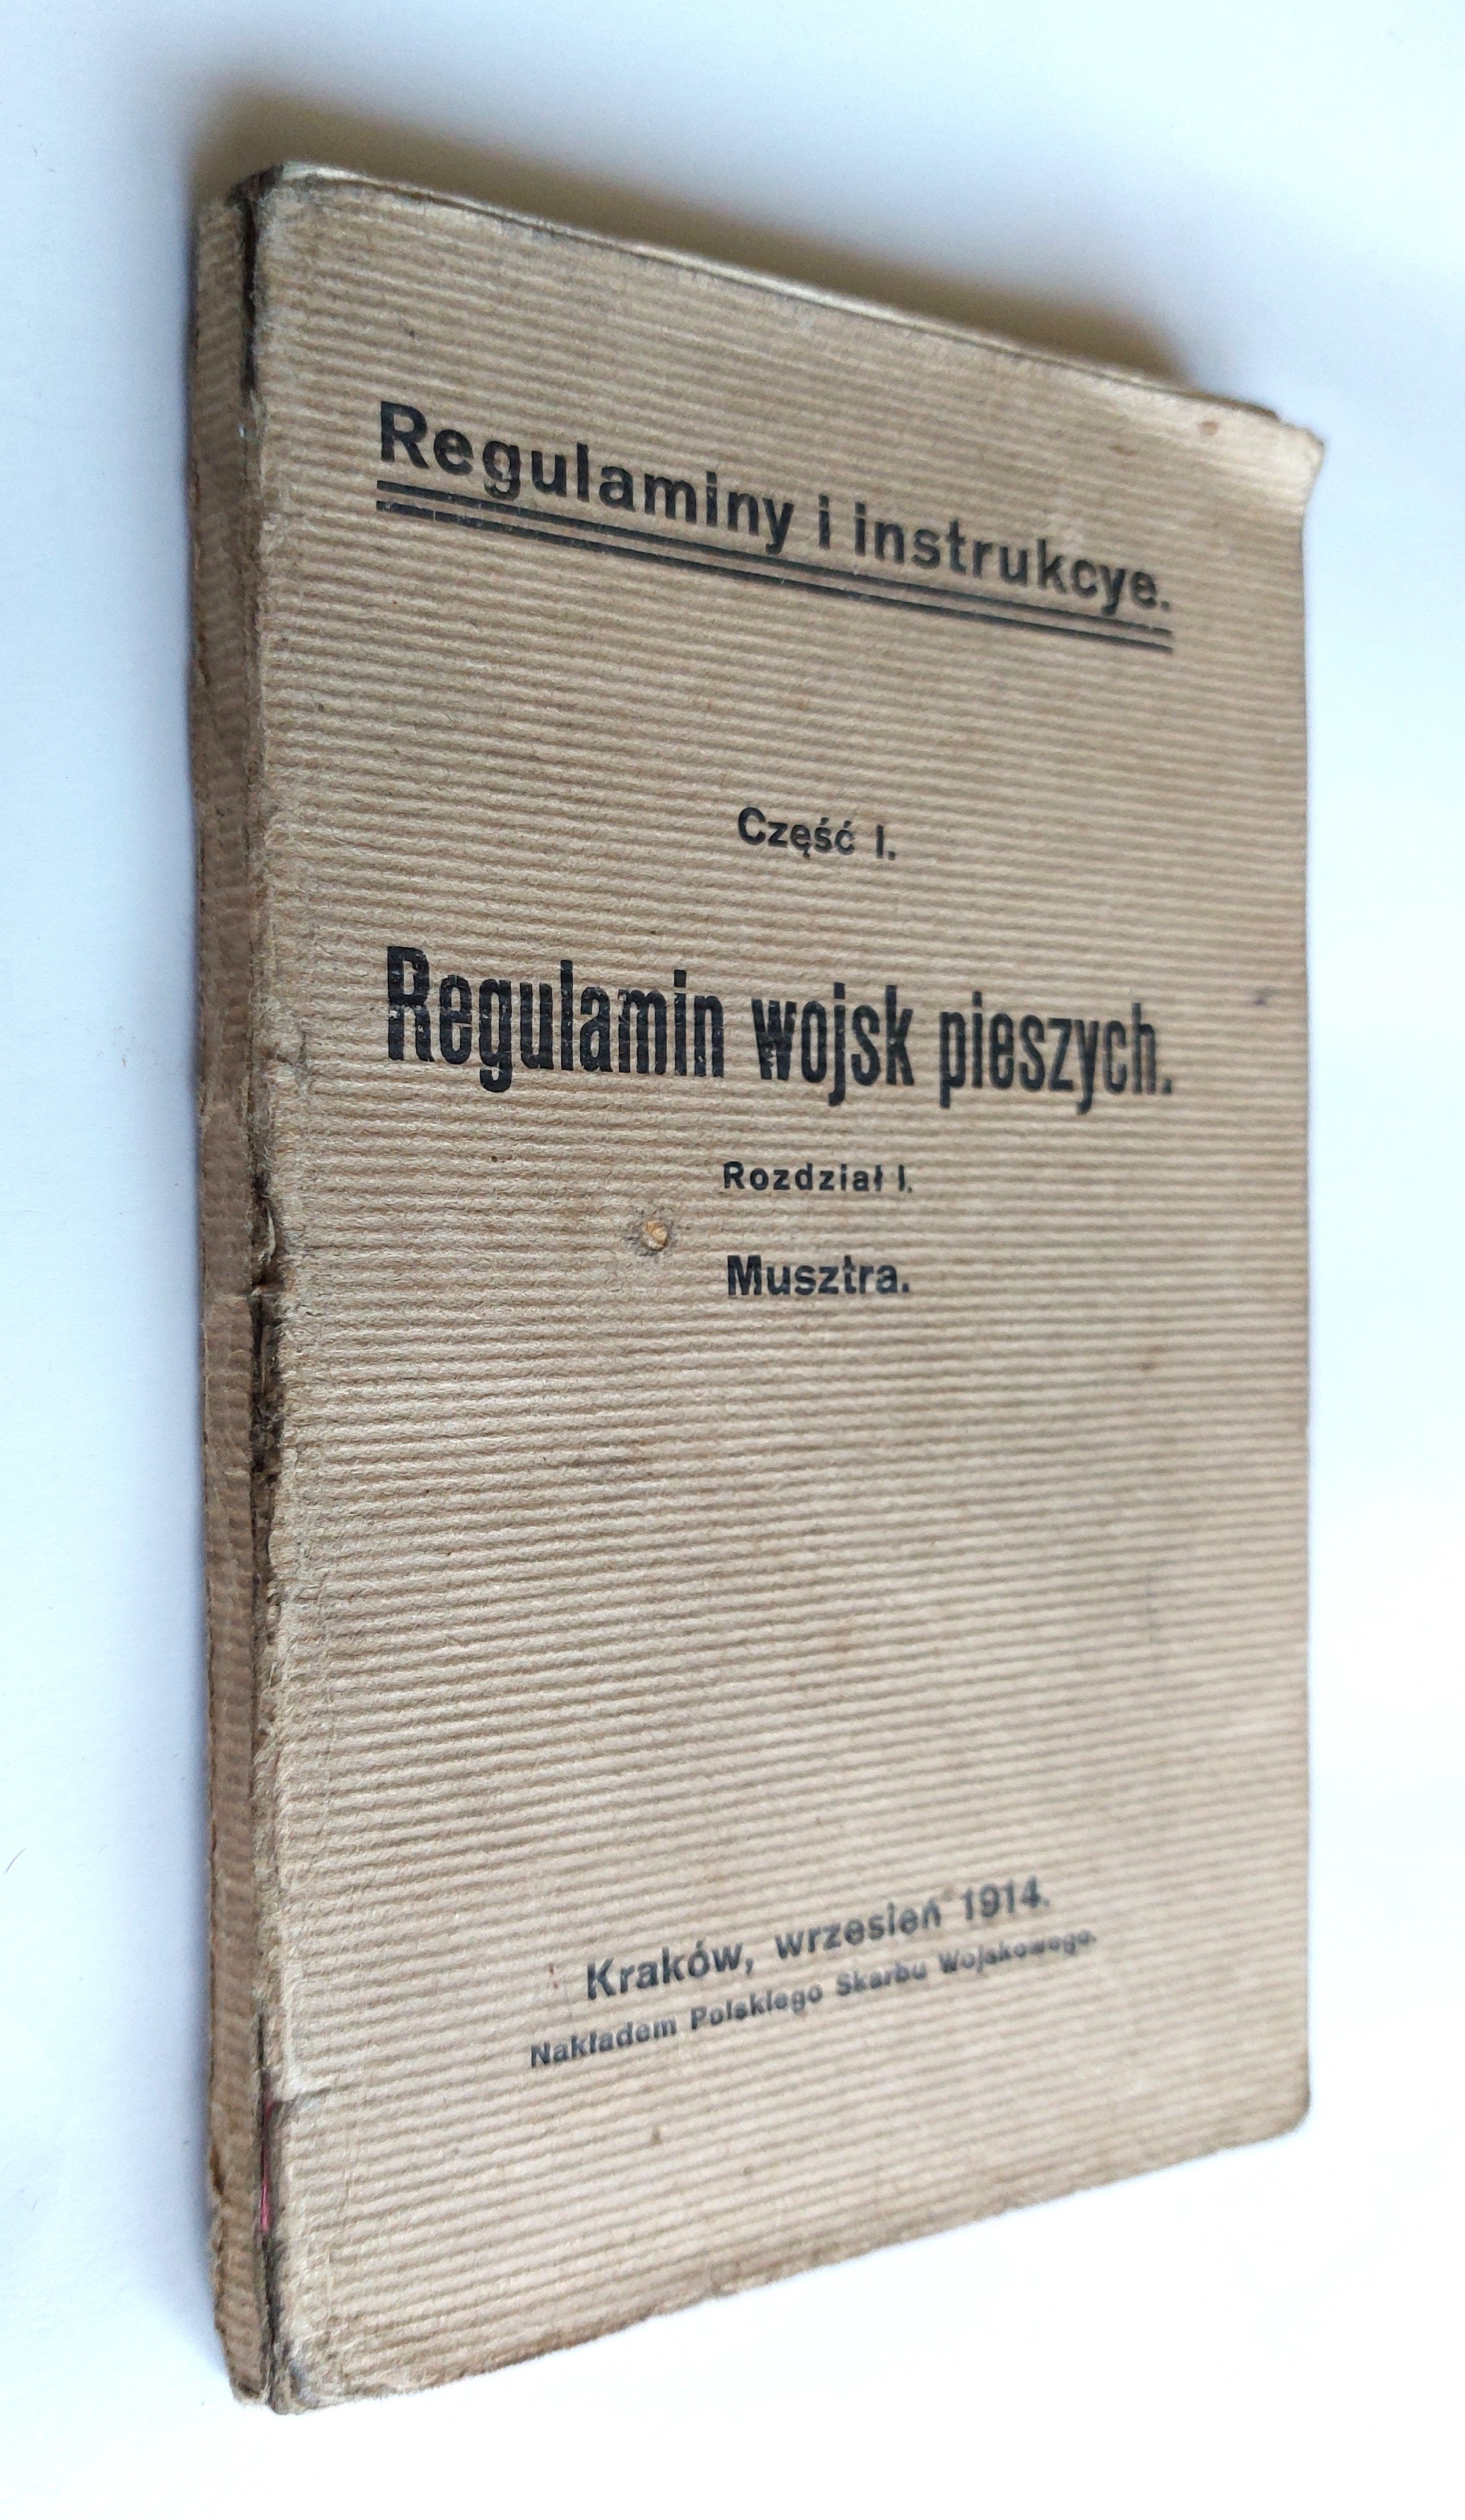 Regulaminy i instrukcye.
Część I.
Regulamin wojsk pieszych.
Rozdział I.
Musztra.
Kraków, wrzesień 1914.
Nakładem Polskiego Skarbu Wojskowego.